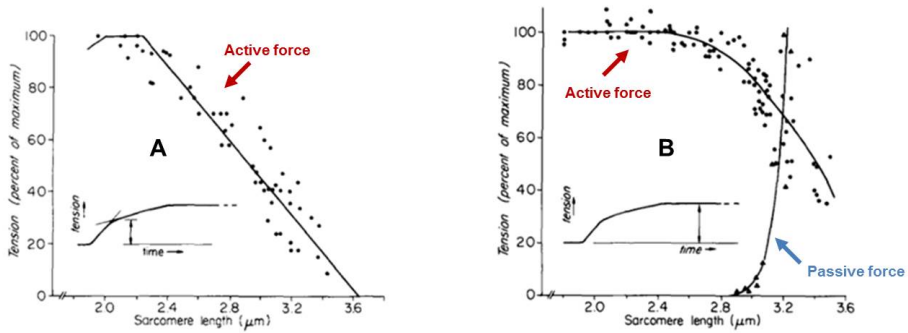 A
Tension (percent of maximum)
100
80
60
40
20
0
Active force
tension
time
2.0
2.4
2.8
3.2
3.6
Sarcomere length (μm)
B
Tension (percent of maximum)
100
80
60
40
20
0
Active force
Passive force
tension
time
2.0
2.4
2.8
3.2
3.6
Sarcomere length (μm)